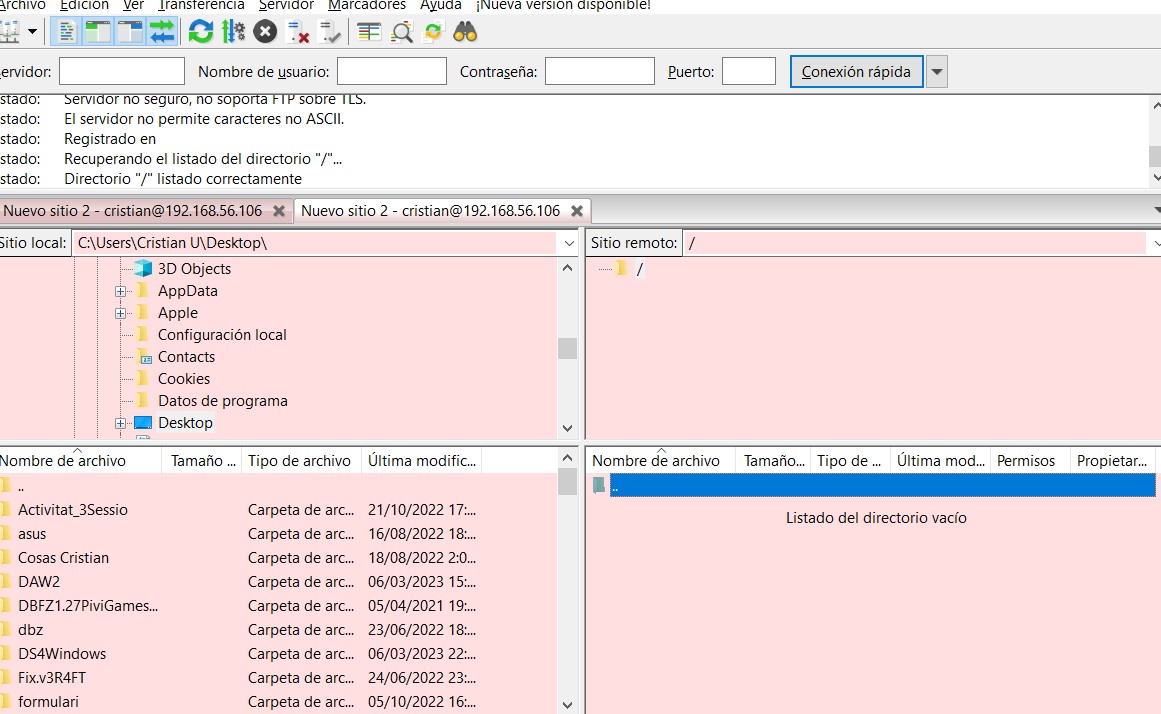 Archivo Edición Ver Transferencia Servidor Marcadores Ayuda ¡Nueva versión disponible!
ervidor: Nombre de usuario: Contraseña: Puerto: Conexión rápida
stado: Servidor no seguro, no soporta FTP sobre TLS.
stado: El servidor no permite caracteres no ASCII.
stado: Registrado en
stado: Recuperando el listado del directorio "/"...
stado: Directorio "/" listado correctamente
Nuevo sitio 2 - cristian@192.168.56.106 Nuevo sitio 2 - cristian@192.168.56.106
Sitio local: C:\Users\Cristian U\Desktop\
3D Objects
AppData
Apple
Configuración local
Contacts
Cookies
Datos de programa
Desktop
Nombre de archivo Tamaño ... Tipo de archivo Última modific...
..
Activitat_3Sessio Carpeta de arc... 21/10/2022 17:...
asus Carpeta de arc... 16/08/2022 18:...
Cosas Cristian Carpeta de arc... 18/08/2022 2:0...
DAW2 Carpeta de arc... 06/03/2023 15:...
DBFZ1.27PiviGames... Carpeta de arc... 05/04/2021 19:...
dbz Carpeta de arc... 23/06/2022 18:...
DS4Windows Carpeta de arc... 06/03/2023 22:...
Fix.v3R4FT Carpeta de arc... 24/06/2022 23:...
formulari Carpeta de arc... 05/10/2022 16:...
Sitio remoto: /
/
Nombre de archivo Tamaño... Tipo de ... Última mod... Permisos Propietar...
..
Listado del directorio vacío